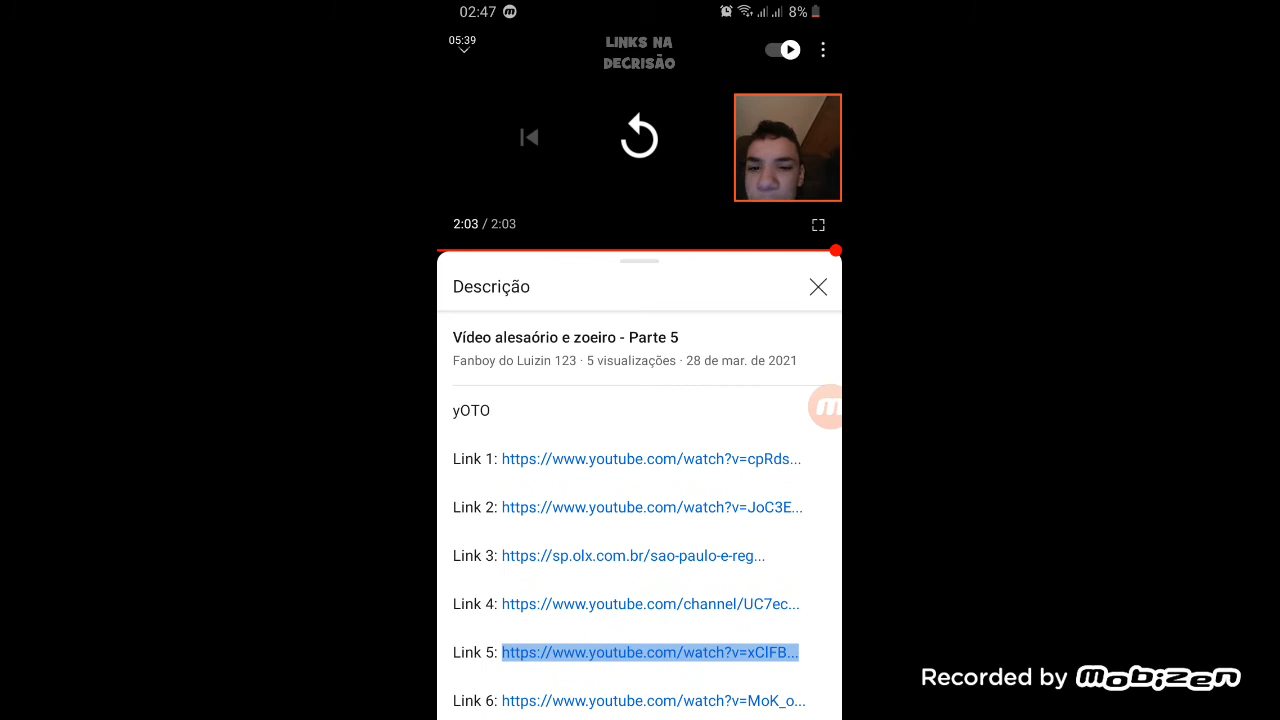 02:47
8%
05:39
LINKS NA
DECRISÃO
2:03 / 2:03
Descrição
Vídeo alesaório e zoeiro - Parte 5
Fanboy do Luizin 123 · 5 visualizações · 28 de mar. de 2021
yOTO
Link 1: https://www.youtube.com/watch?v=cpRds...
Link 2: https://www.youtube.com/watch?v=JoC3E...
Link 3: https://sp.olx.com.br/sao-paulo-e-reg...
Link 4: https://www.youtube.com/channel/UC7ec...
Link 5: https://www.youtube.com/watch?v=xClFB...
Link 6: https://www.youtube.com/watch?v=MoK_o...
Recorded by mobizen